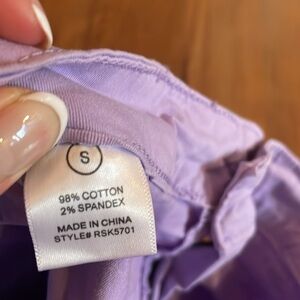 S
98% COTTON
2% SPANDEX
MADE IN CHINA
STYLE# RSK5701